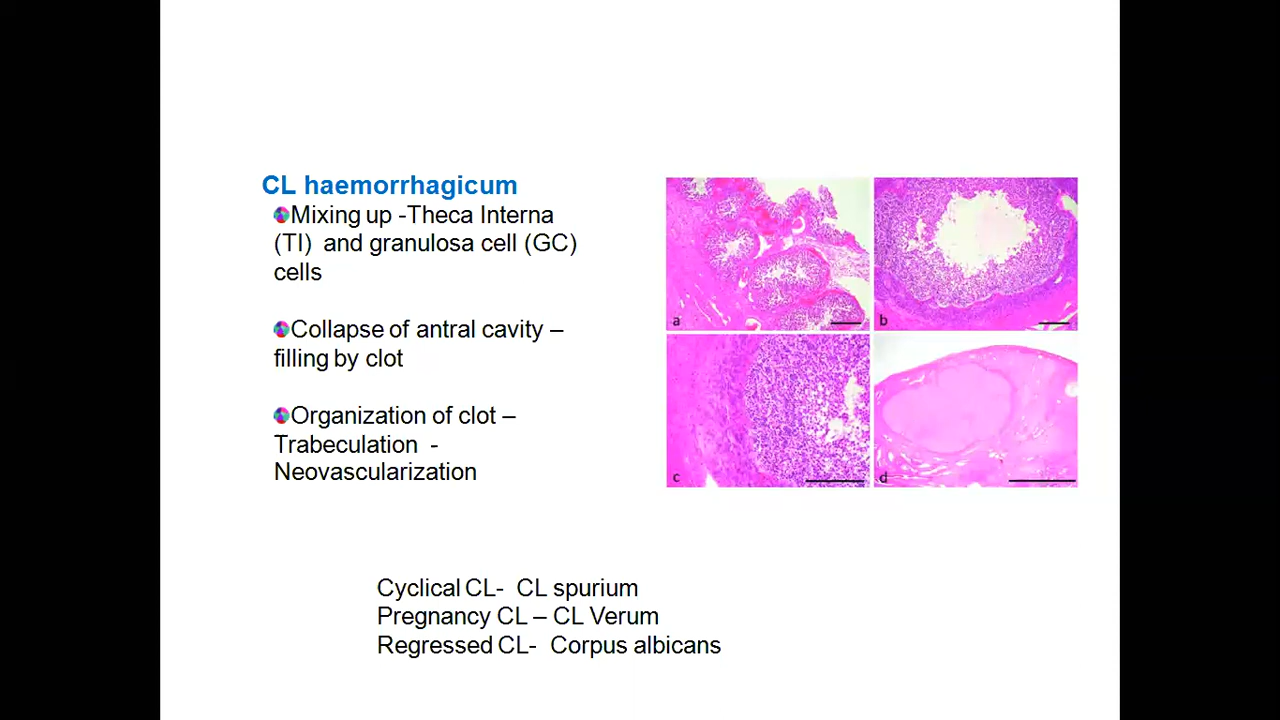 CL haemorrhagicum
Mixing up -Theca Interna
(TI) and granulosa cell (GC)
cells
Collapse of antral cavity –
filling by clot
Organization of clot –
Trabeculation -
Neovascularization
a
b
c
d
Cyclical CL- CL spurium
Pregnancy CL – CL Verum
Regressed CL- Corpus albicans